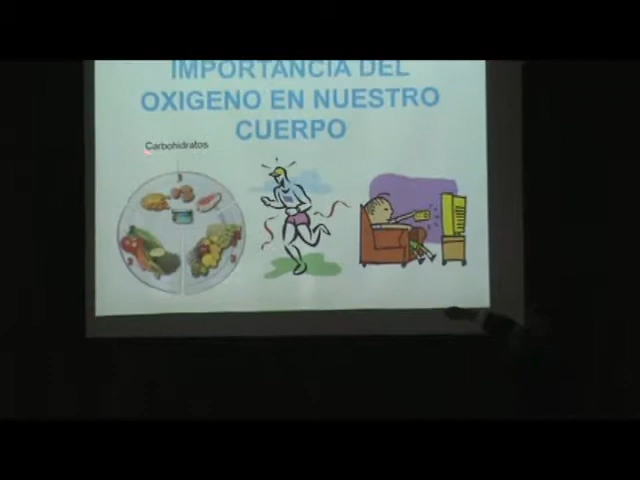 IMPORTANCIA DEL
OXIGENO EN NUESTRO
CUERPO
Carbohidratos